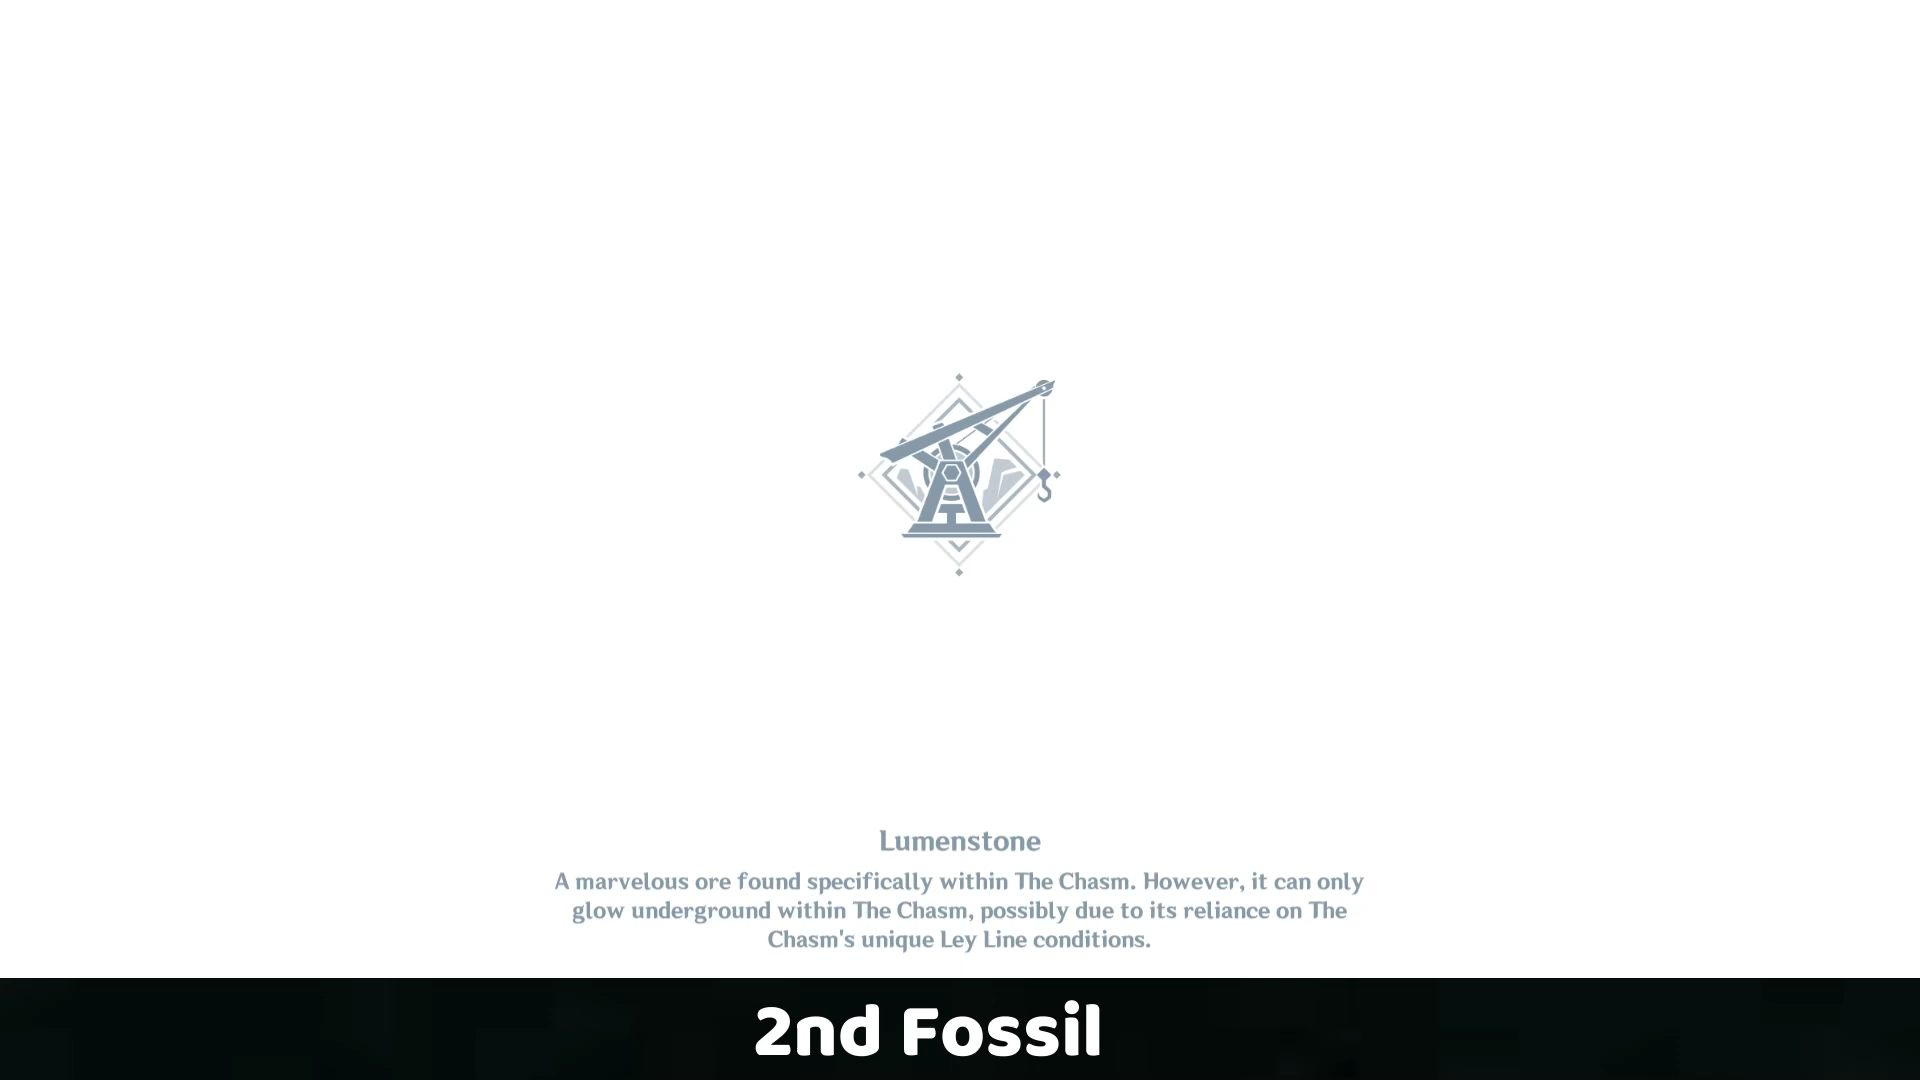 Lumenstone
A marvelous ore found specifically within The Chasm. However, it can only
glow underground within The Chasm, possibly due to its reliance on The
Chasm's unique Ley Line conditions.
2nd Fossil